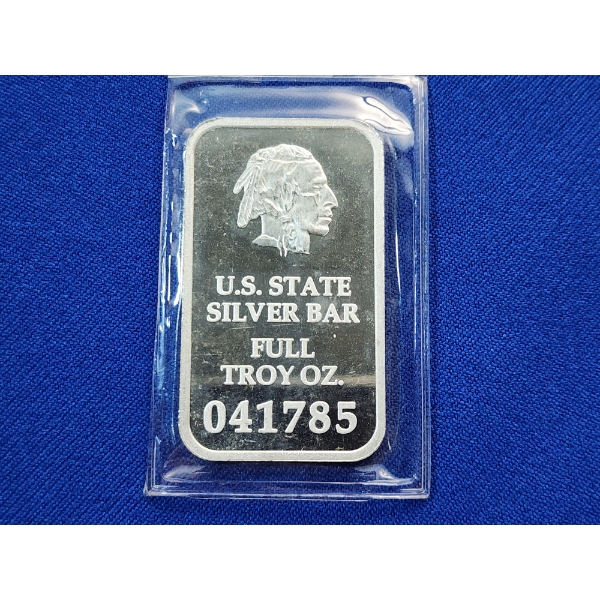 U.S. STATE
SILVER BAR
FULL
TROY OZ.
041785